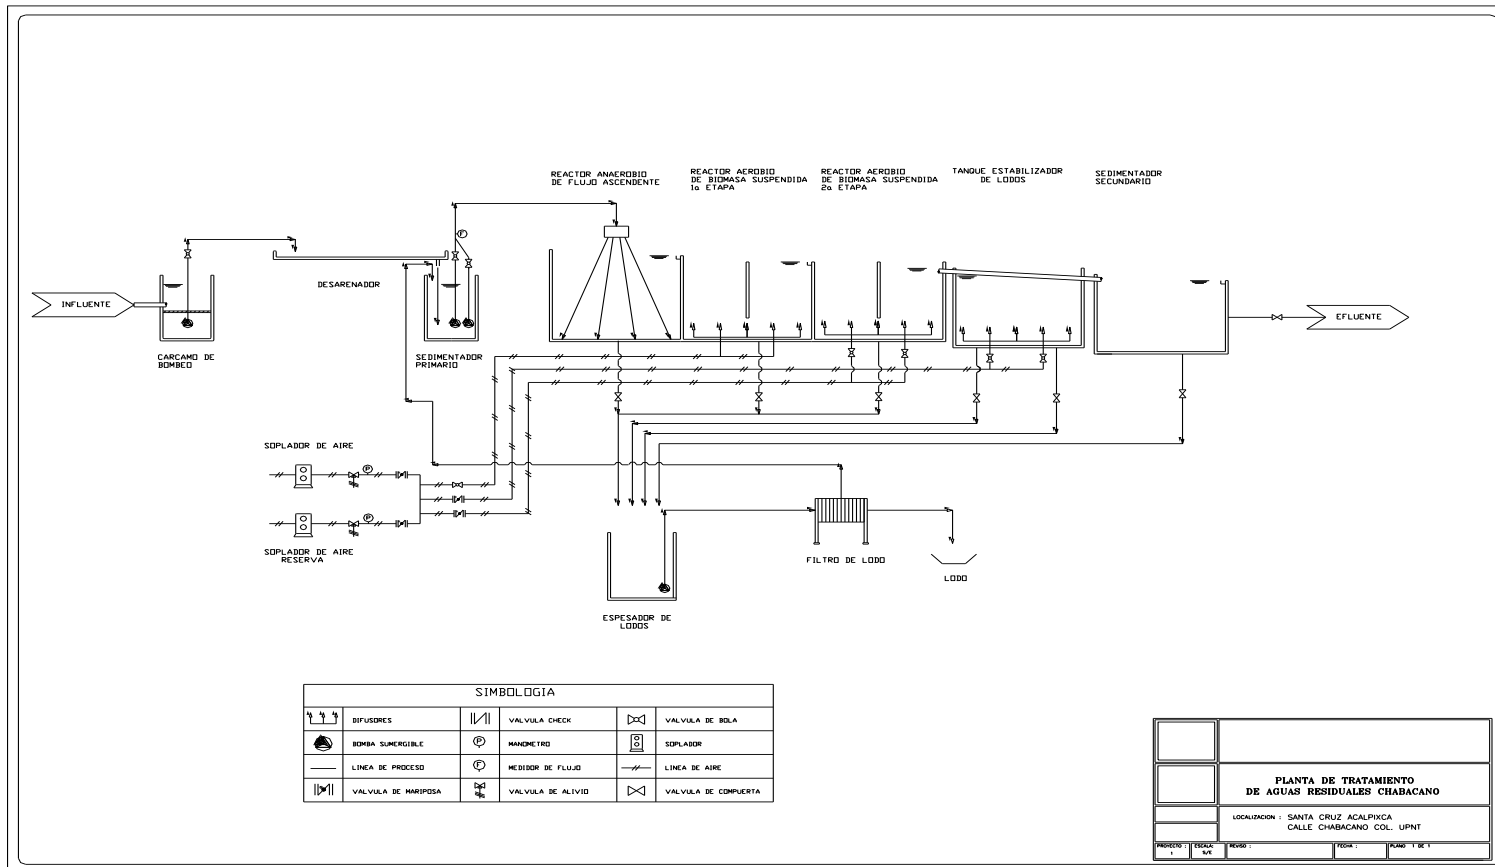 REACTOR ANAEROBIO
DE FLUJO ASCENDENTE
REACTOR AEROBIO
DE BIOMASA SUSPENDIDA
1a ETAPA
REACTOR AEROBIO
DE BIOMASA SUSPENDIDA
2a ETAPA
TANQUE ESTABILIZADOR
DE LODOS
SEDIMENTADOR
SECUNDARIO
F
DESARENADOR
INFLUENTE
EFLUENTE
CARCAMO DE
BOMBEO
SEDIMENTADOR
PRIMARIO
SOPLADOR DE AIRE
P
P
SOPLADOR DE AIRE
RESERVA
FILTRO DE LODO
LODO
ESPESADOR DE
LODOS
SIMBOLOGIA
DIFUSORES
VALVULA CHECK
VALVULA DE BOLA
BOMBA SUMERGIBLE
P
MANOMETRO
SOPLADOR
LINEA DE PROCESO
F
MEDIDOR DE FLUJO
LINEA DE AIRE
VALVULA DE MARIPOSA
VALVULA DE ALIVIO
VALVULA DE COMPUERTA
PLANTA DE TRATAMIENTO
DE AGUAS RESIDUALES CHABACANO
LOCALIZACION : SANTA CRUZ ACALPIXCA
CALLE CHABACANO COL. UPNT
PROYECTO :
1
ESCALA:
S/E
REVISO :
FECHA :
PLANO 1 DE 1